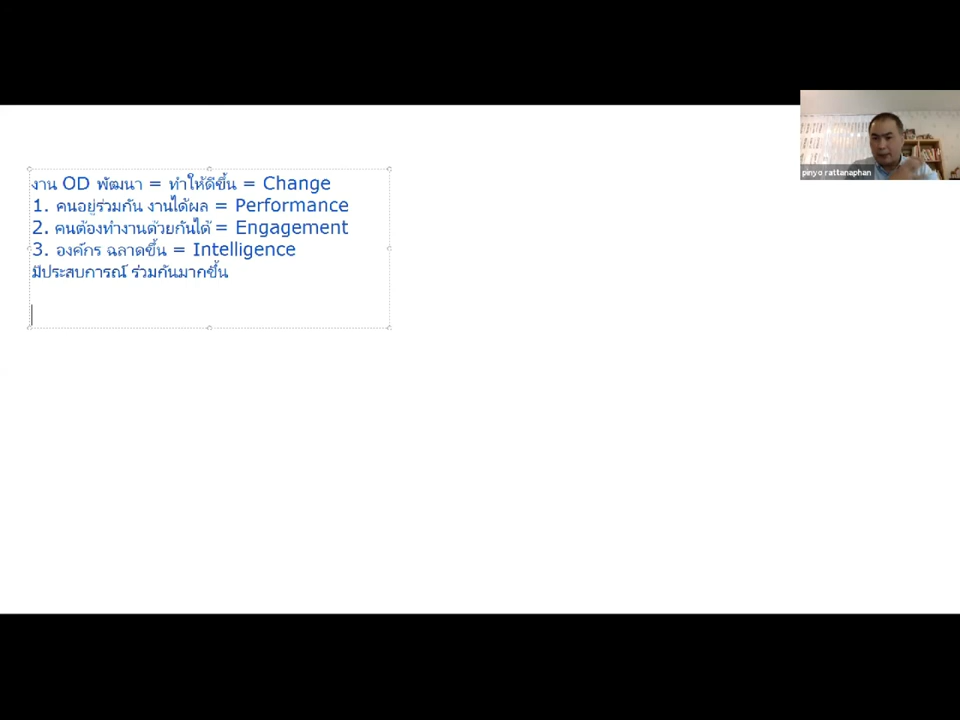 งาน OD พัฒนา = ทำให้ดีขึ้น = Change
1. คนอยู่ร่วมกัน งานได้ผล = Performance
2. คนต้องทำงานด้วยกันได้ = Engagement
3. องค์กร ฉลาดขึ้น = Intelligence
มีประสบการณ์ ร่วมกันมากขึ้น
pinyo rattanaphan